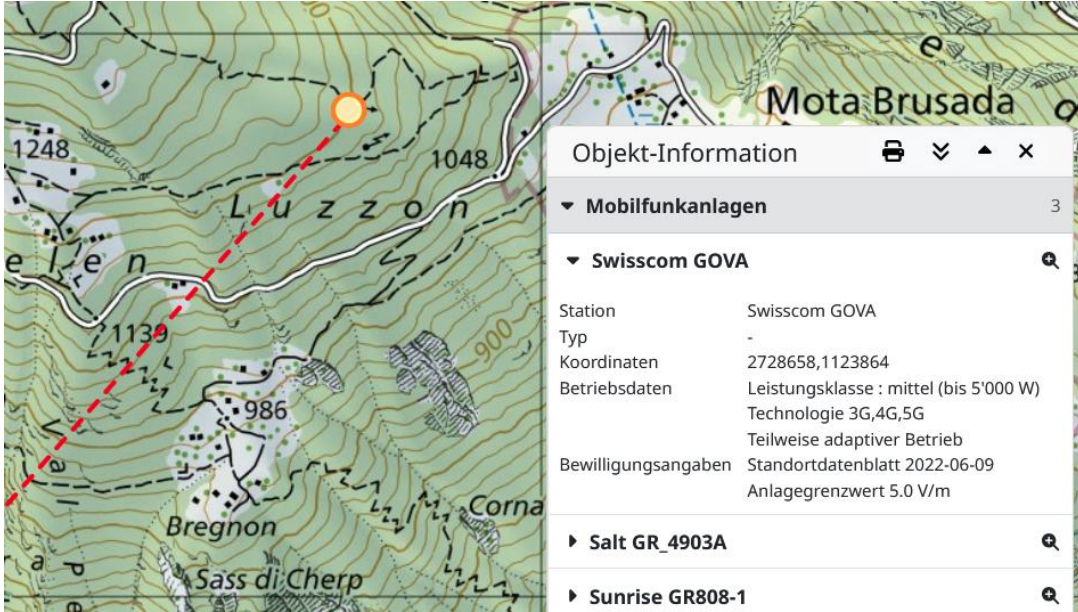 90
e
Mota Brusada
1248
1048
L u z z o n
e l e n
1139
900
986
V a l l
Bregnon
Corna
Sass di Cherp
a p e
Objekt-Information
Mobilfunkanlagen 3
Swisscom GOVA
Station Swisscom GOVA
Typ -
Koordinaten 2728658,1123864
Betriebsdaten Leistungsklasse : mittel (bis 5'000 W)
Technologie 3G,4G,5G
Teilweise adaptiver Betrieb
Bewilligungsangaben Standortdatenblatt 2022-06-09
Anlagegrenzwert 5.0 V/m
Salt GR_4903A
Sunrise GR808-1